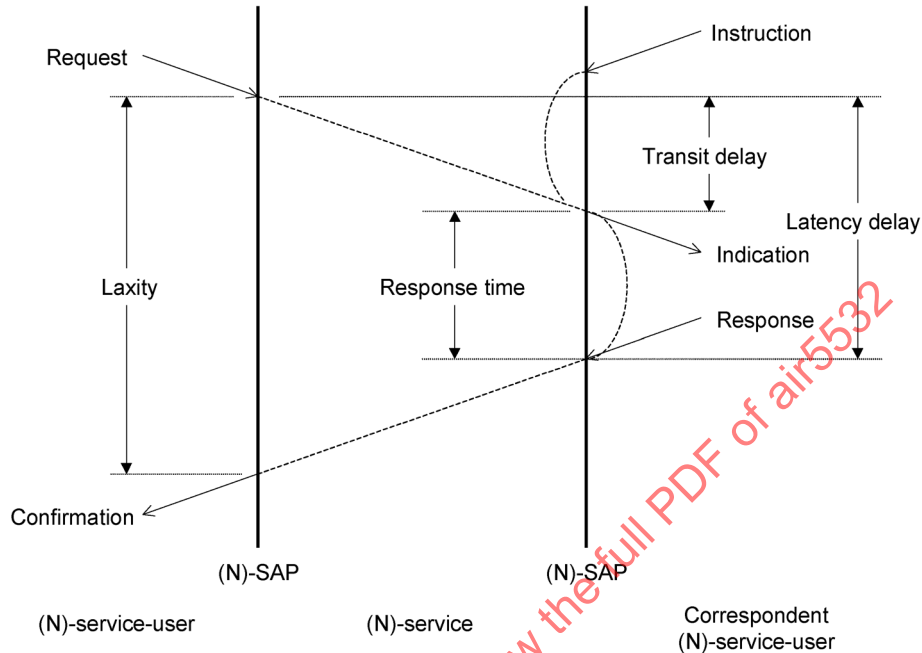 Instruction
Request
Transit delay
Latency delay
Indication
Laxity
Response time
Response
Confirmation
(N)-SAP
(N)-SAP
(N)-service-user
(N)-service
Correspondent
(N)-service-user
the full PDF of air5532